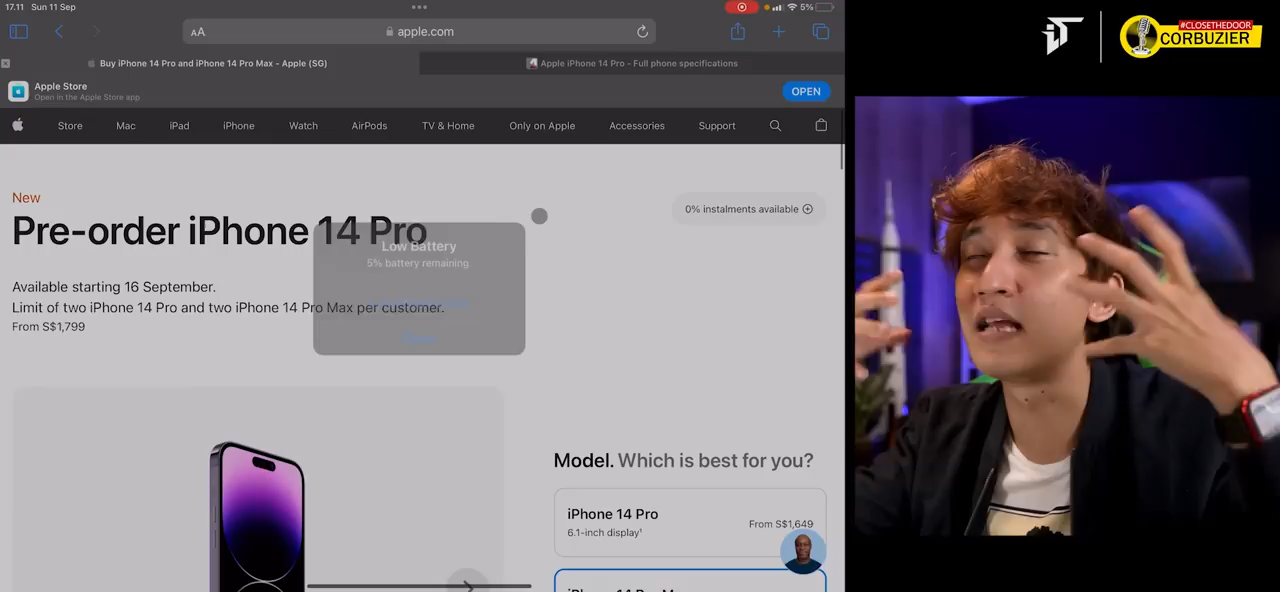 17.11 Sun 11 Sep
5%
AA
apple.com
Buy iPhone 14 Pro and iPhone 14 Pro Max - Apple (SG)
Apple iPhone 14 Pro - Full phone specifications
Apple Store
Open in the Apple Store app
OPEN
Store
Mac
iPad
iPhone
Watch
AirPods
TV & Home
Only on Apple
Accessories
Support
New
0% instalments available
Pre-order iPhone 14 Pro
Low Battery
5% battery remaining
Available starting 16 September.
Limit of two iPhone 14 Pro and two iPhone 14 Pro Max per customer.
From S$1,799
Model. Which is best for you?
iPhone 14 Pro
6.1-inch display¹
From S$1,649
#CLOSETHEDOOR
CORBUZIER